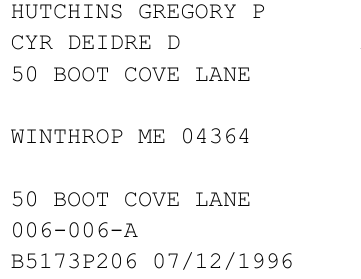 HUTCHINS GREGORY P
CYR DEIDRE D
50 BOOT COVE LANE
WINTHROP ME 04364
50 BOOT COVE LANE
006-006-A
B5173P206 07/12/1996